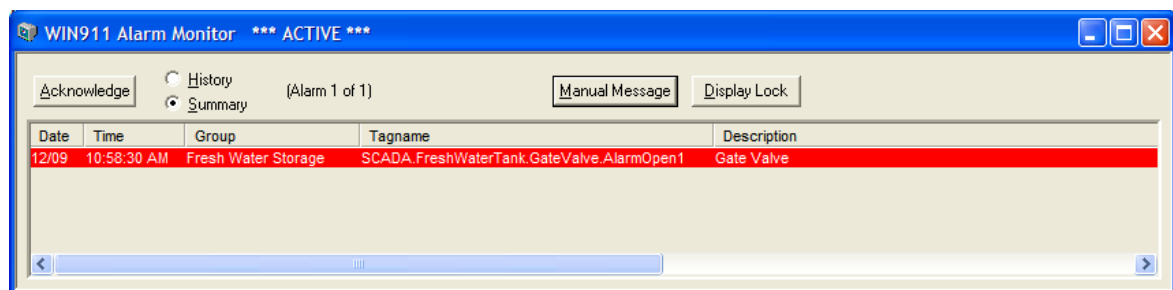 WIN911 Alarm Monitor *** ACTIVE ***
Acknowledge
History
Summary
(Alarm 1 of 1)
Manual Message
Display Lock
Date Time Group Tagname Description
12/09 10:58:30 AM Fresh Water Storage SCADA.FreshWaterTank.GateValve.AlarmOpen1 Gate Valve